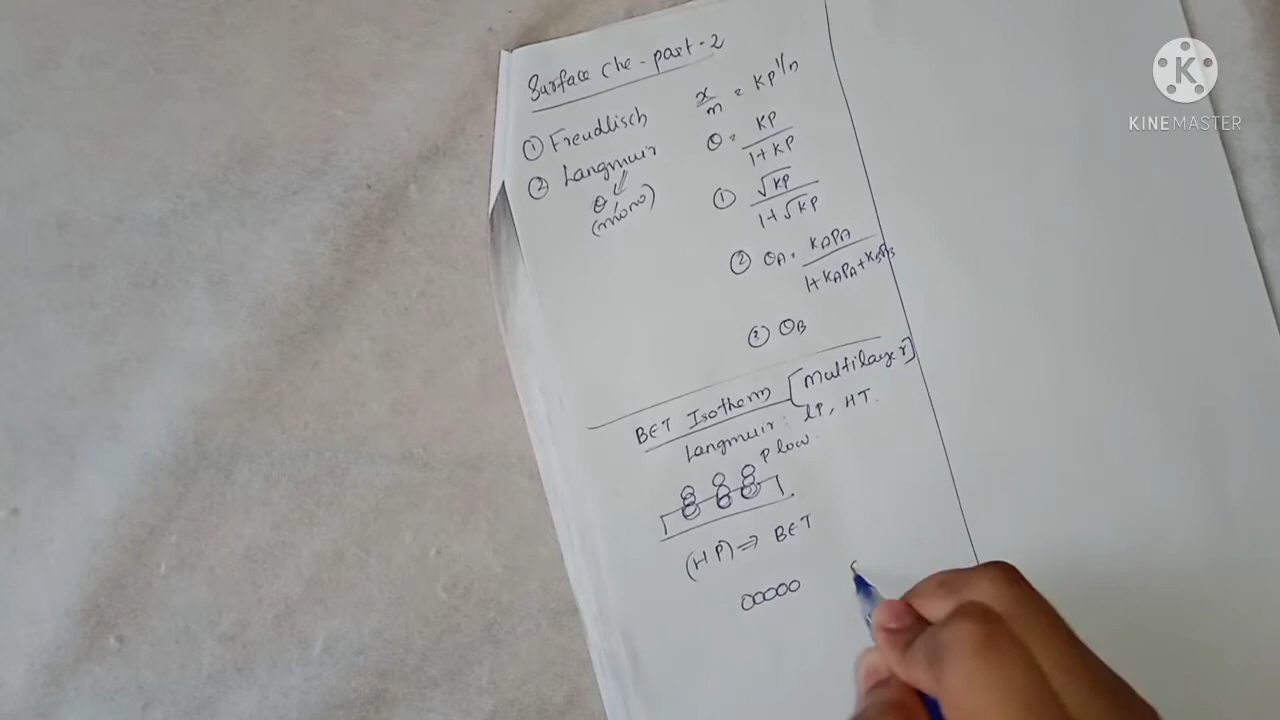 Surface Che - part - 2
① Freudlisch x/m = KP^1/n
② Langmuir θ = KP / 1 + KP
θ (mono)
① √KP / 1 + √KP
② θA = KAPA / 1 + KAPA + KBPB
③ θB
BET Isotherm [Multilayer]
Langmuir : LP, HT.
P low.
(HP) ⇒ BET
KINEMASTER